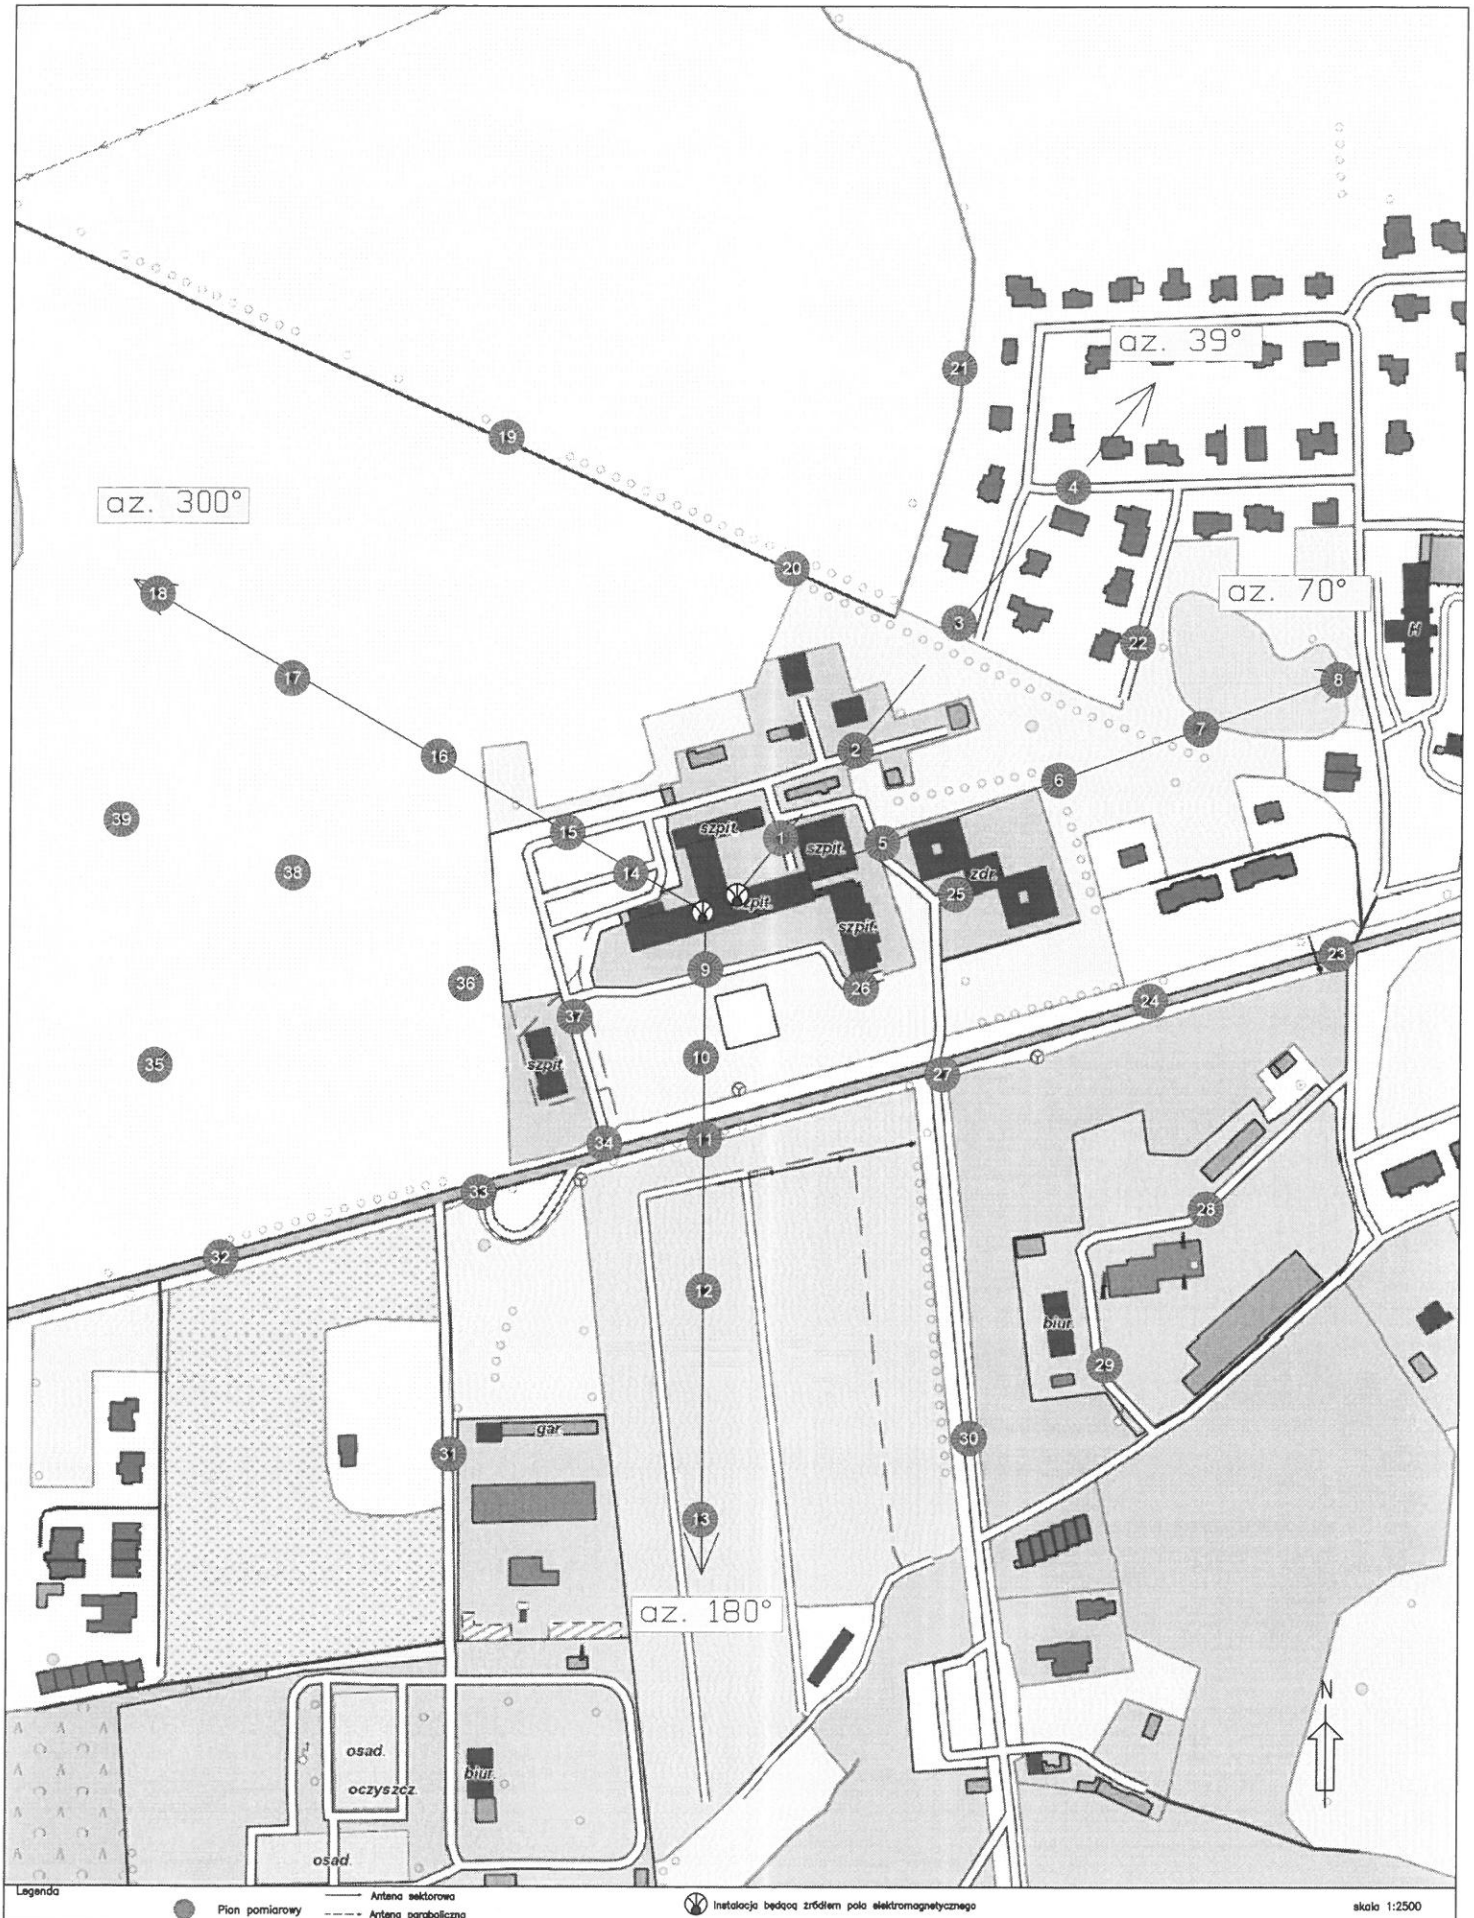 az. 39°
21
19
4
az. 300°
20
az. 70°
18
3
22
H
17
8
7
2
16
6
39
15
szpit.
1
szpit.
5
38
14
zdr.
25
szpit.
szpit.
23
9
36
26
24
37
10
35
szpit.
27
11
34
33
28
32
12
biur.
29
gar.
30
31
13
az. 180°
N
osad.
biur.
oczyszcz.
osad.
Legenda
Pion pomiarowy
Antena sektorowa
Antena paraboliczna
Instalacja będącą źródłem pola elektromagnetycznego
skala 1:2500